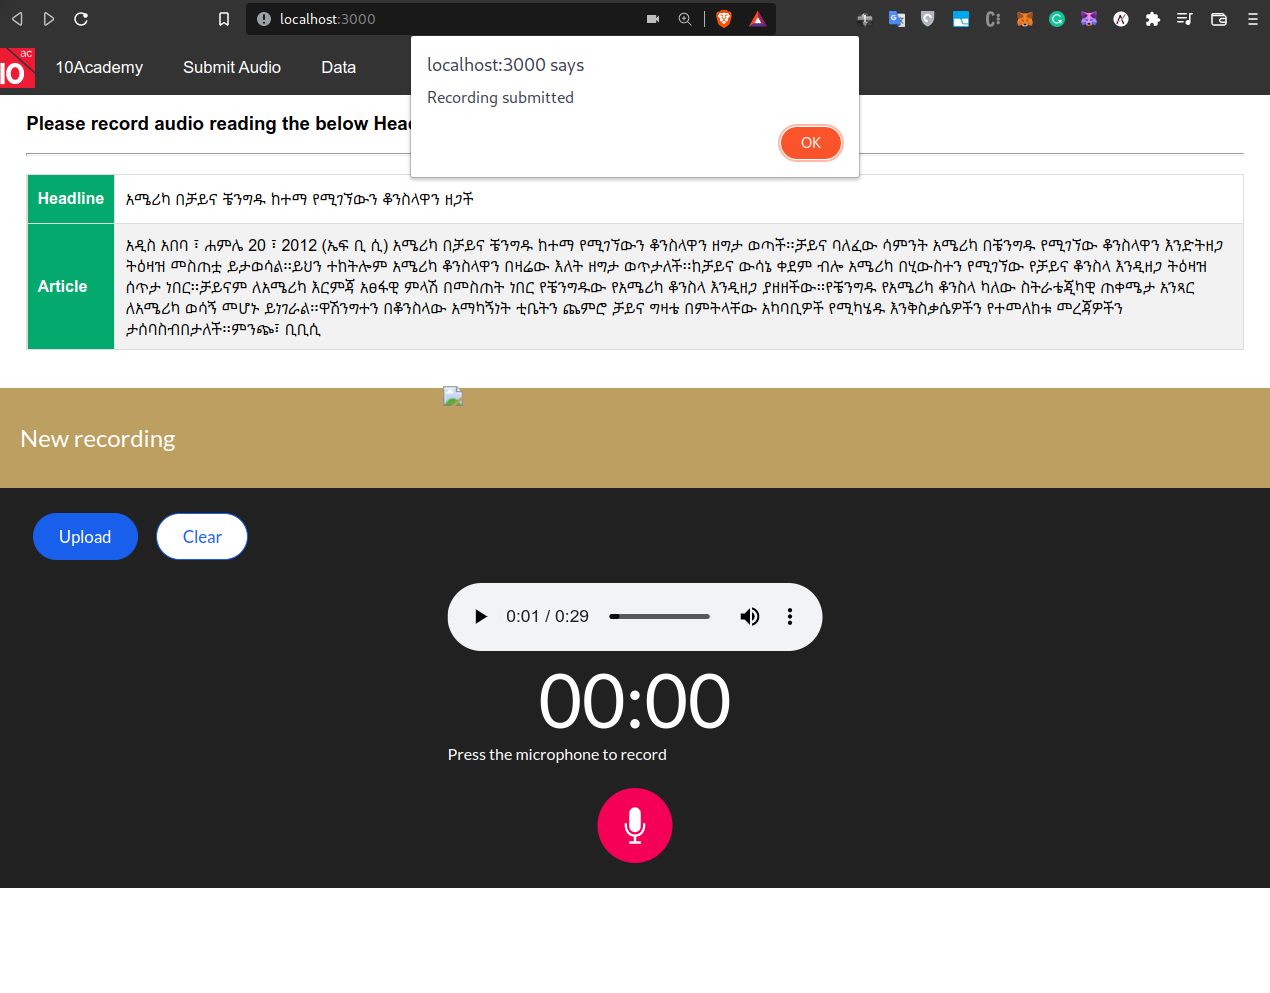 localhost:3000
localhost:3000 says
Recording submitted
OK
10 ac
10Academy Submit Audio Data
Please record audio reading the below
Headline አሜሪካ በቻይና ቼንግዱ ከተማ የሚገኘውን ቆንስላዋን ዘጋች
አዲስ አበባ ፣ ሐምሌ 20 ፣ 2012 (ኤፍ ቢ ሲ) አሜሪካ በቻይና ቼንግዱ ከተማ የሚገኘውን ቆንስላዋን ዘግታ ወጣች።ቻይና ባለፈው ሳምንት አሜሪካ በቼንግዱ የሚገኘው ቆንስላዋን እንድትዘጋ
ትዕዛዝ መስጠቷ ይታወሳል።ይህን ተከትሎም አሜሪካ ቆንስላዋን በዛሬው እለት ዘግታ ወጥታለች፡፡ከቻይና ውሳኔ ቀደም ብሎ አሜሪካ በሂውስተን የሚገኘው የቻይና ቆንስላ እንዲዘጋ ትዕዛዝ
Article ሰጥታ ነበር።ቻይናም ለአሜሪካ እርምጃ አፀፋዊ ምላሽ በመስጠት ነበር የቼንግዱው የአሜሪካ ቆንስላ እንዲዘጋ ያዘዘችው።የቼንግዱ የአሜሪካ ቆንስላ ካለው ስትራቴጂካዊ ጠቀሜታ አንጻር
ለአሜሪካ ወሳኝ መሆኑ ይነገራል።ዋሽንግተን በቆንስላው አማካኝነት ቲቤትን ጨምሮ ቻይና ግዛቴ በምትላቸው አካባቢዎች የሚካሄዱ እንቅስቃሴዎችን የተመለከቱ መረጃዎችን
ታሰባስብበታለች።ምንጭ፣ ቢቢሲ
New recording
Upload Clear
0:01 / 0:29
00:00
Press the microphone to record